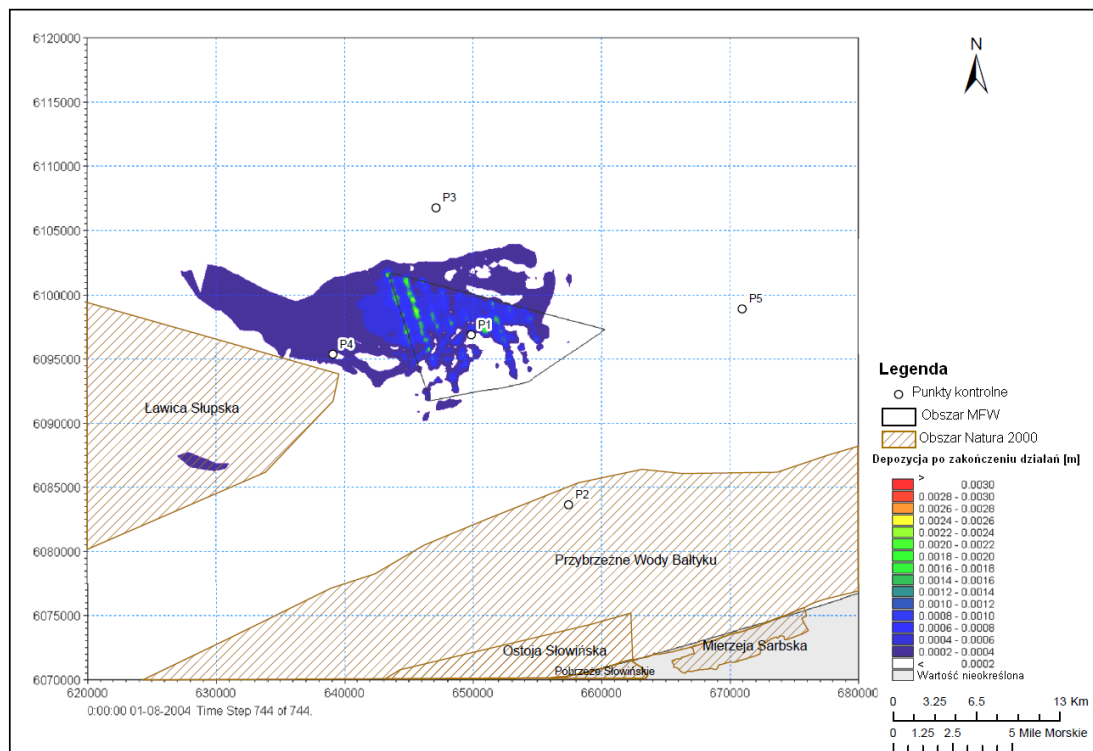 6120000
6115000
6110000
6105000
6100000
6095000
6090000
6085000
6080000
6075000
6070000
620000 630000 640000 650000 660000 670000 680000
P3
P5
P1
P4
Ławica Słupska
P2
Przybrzeżne Wody Bałtyku
Ostoja Słowińska
Mierzeja Sarbska
Pobrzeże Słowińskie
0:00:00 01-08-2004 Time Step 744 of 744.
N
Legenda
Punkty kontrolne
Obszar MFW
Obszar Natura 2000
Depozycja po zakończeniu działań [m]
> 0.0030
0.0028 - 0.0030
0.0026 - 0.0028
0.0024 - 0.0026
0.0022 - 0.0024
0.0020 - 0.0022
0.0018 - 0.0020
0.0016 - 0.0018
0.0014 - 0.0016
0.0012 - 0.0014
0.0010 - 0.0012
0.0008 - 0.0010
0.0006 - 0.0008
0.0004 - 0.0006
0.0002 - 0.0004
< 0.0002
Wartość nieokreślona
0 3.25 6.5 13 Km
0 1.25 2.5 5 Mile Morskie